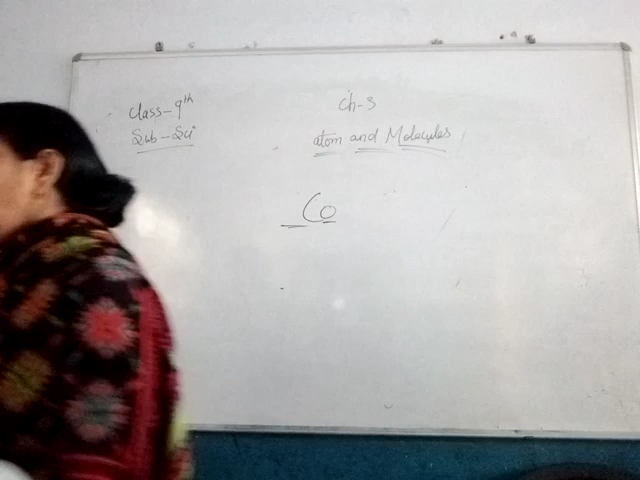 Class-9th
Sub-Sci
Ch-3
atom and Molecules
Co